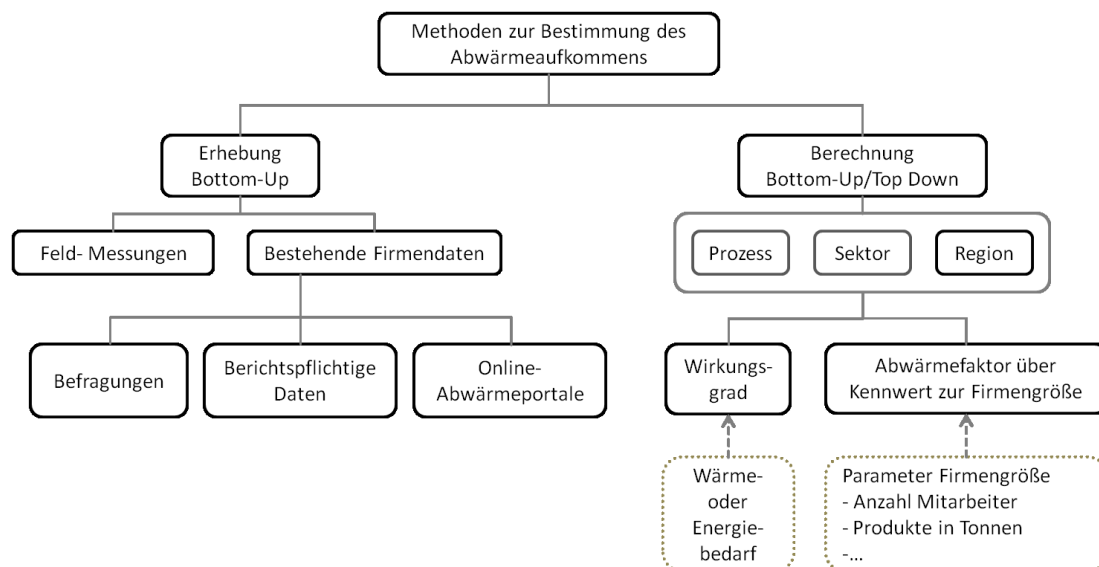 Methoden zur Bestimmung des
Abwärmeaufkommens
Erhebung
Bottom-Up
Berechnung
Bottom-Up/Top Down
Feld- Messungen
Bestehende Firmendaten
Prozess
Sektor
Region
Befragungen
Berichtspflichtige
Daten
Online-
Abwärmeportale
Wirkungs-
grad
Abwärmefaktor über
Kennwert zur Firmengröße
Wärme-
oder
Energie-
bedarf
Parameter Firmengröße
- Anzahl Mitarbeiter
- Produkte in Tonnen
-...